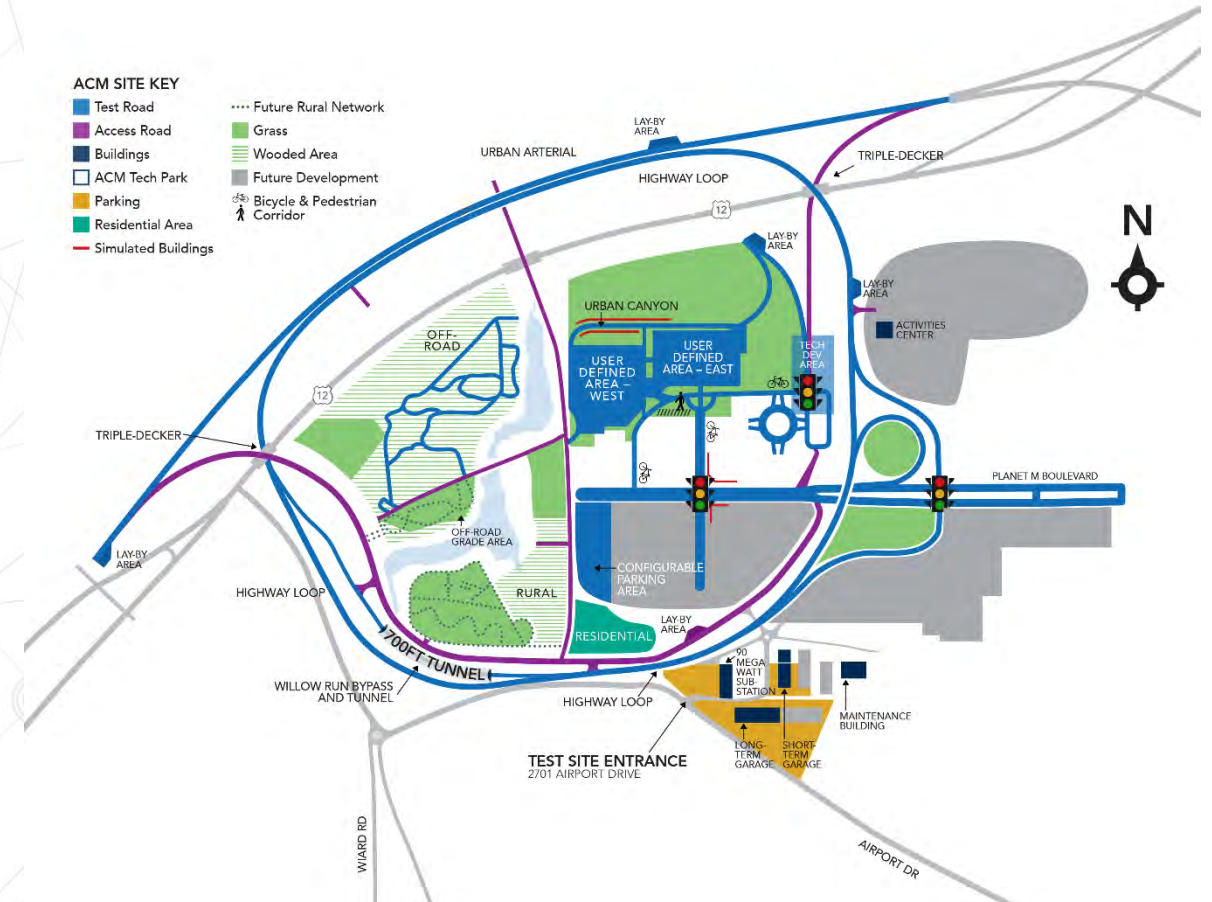 ACM SITE KEY
Test Road
Access Road
Buildings
ACM Tech Park
Parking
Residential Area
Simulated Buildings
Future Rural Network
Grass
Wooded Area
Future Development
Bicycle & Pedestrian
Corridor
LAY-BY
AREA
URBAN ARTERIAL
HIGHWAY LOOP
TRIPLE-DECKER
12
N
LAY-BY
AREA
LAY-BY
AREA
URBAN CANYON
ACTIVITIES
CENTER
OFF-
ROAD
USER
DEFINED
AREA –
WEST
USER
DEFINED
AREA – EAST
TECH
DEV
AREA
12
TRIPLE-DECKER
PLANET M BOULEVARD
OFF-ROAD
GRADE AREA
LAY-BY
AREA
CONFIGURABLE
PARKING
AREA
HIGHWAY LOOP
RURAL
RESIDENTIAL
LAY-BY
AREA
700FT TUNNEL
90
MEGA
WATT
SUB-
STATION
WILLOW RUN BYPASS
AND TUNNEL
HIGHWAY LOOP
MAINTENANCE
BUILDING
LONG-
TERM
GARAGE
SHORT-
TERM
GARAGE
TEST SITE ENTRANCE
2701 AIRPORT DRIVE
WIARD RD
AIRPORT DR